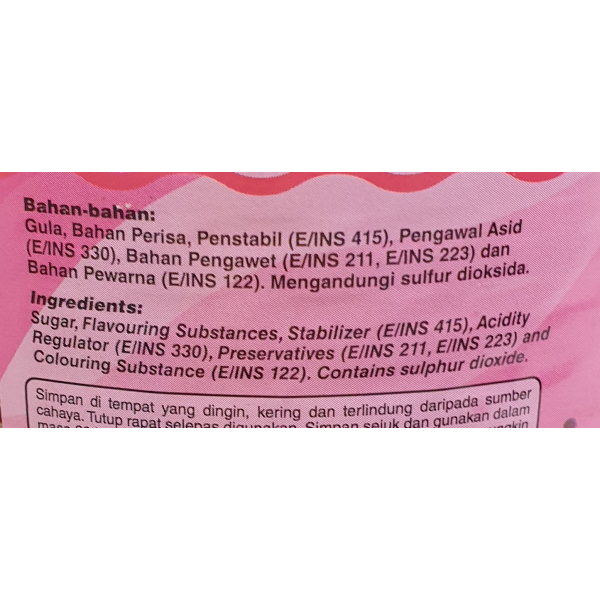 Bahan-bahan:
Gula, Bahan Perisa, Penstabil (E/INS 415), Pengawal Asid
(E/INS 330), Bahan Pengawet (E/INS 211, E/INS 223) dan
Bahan Pewarna (E/INS 122). Mengandungi sulfur dioksida.
Ingredients:
Sugar, Flavouring Substances, Stabilizer (E/INS 415), Acidity
Regulator (E/INS 330), Preservatives (E/INS 211, E/INS 223) and
Colouring Substance (E/INS 122). Contains sulphur dioxide.
Simpan di tempat yang dingin, kering dan terlindung daripada sumber
cahaya. Tutup rapat selepas digunakan. Simpan sejuk dan gunakan dalam